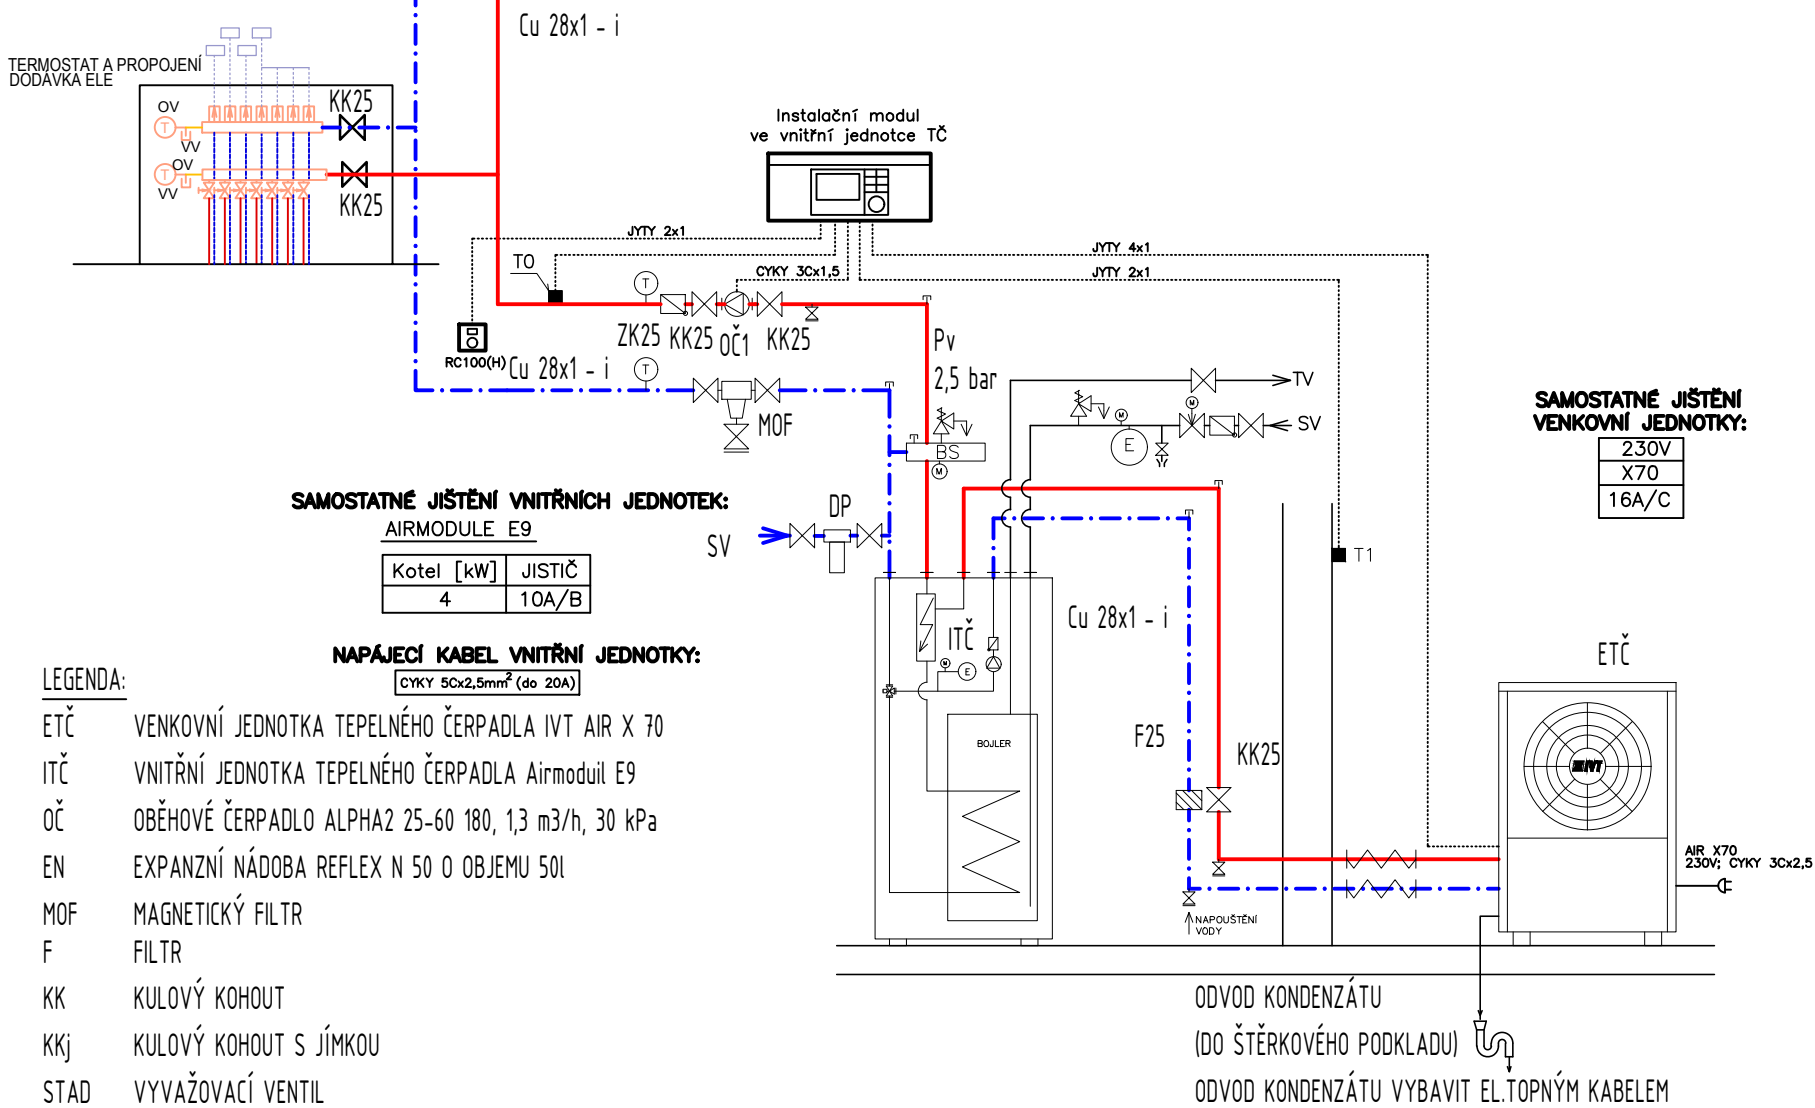 Cu 28x1 - i
TERMOSTAT A PROPOJENÍ
DODÁVKA ELE
OV
T
VV
KK25
OV
T
VV
KK25
Instalační modul
ve vnitřní jednotce TČ
JYTY 2x1
JYTY 4x1
TO
CYKY 3Cx1,5
JYTY 2x1
T
ZK25
KK25
OČ1
KK25
RC100(H)
Cu 28x1 - i
T
MOF
Pv
2,5 bar
BS
M
TV
M
M
E
SV
SAMOSTATNÉ JIŠTĚNÍ
VENKOVNÍ JEDNOTKY:
230V
X70
16A/C
SAMOSTATNÉ JIŠTĚNÍ VNITŘNÍCH JEDNOTEK:
AIRMODULE E9
Kotel [kW] JISTIČ
4 10A/B
SV
DP
T1
Cu 28x1 - i
ITČ
M
E
BOJLER
NAPÁJECÍ KABEL VNITŘNÍ JEDNOTKY:
CYKY 5Cx2,5mm² (do 20A)
F25
KK25
ETČ
IVT
AIR X70
230V; CYKY 3Cx2,5
NAPOUŠTĚNÍ
VODY
LEGENDA:
ETČ VENKOVNÍ JEDNOTKA TEPELNÉHO ČERPADLA IVT AIR X 70
ITČ VNITŘNÍ JEDNOTKA TEPELNÉHO ČERPADLA Airmoduil E9
OČ OBĚHOVÉ ČERPADLO ALPHA2 25-60 180, 1,3 m3/h, 30 kPa
EN EXPANZNÍ NÁDOBA REFLEX N 50 O OBJEMU 50l
MOF MAGNETICKÝ FILTR
F FILTR
KK KULOVÝ KOHOUT
KKj KULOVÝ KOHOUT S JÍMKOU
STAD VYVAŽOVACÍ VENTIL
ODVOD KONDENZÁTU
(DO ŠTĚRKOVÉHO PODKLADU)
ODVOD KONDENZÁTU VYBAVIT EL.TOPNÝM KABELEM